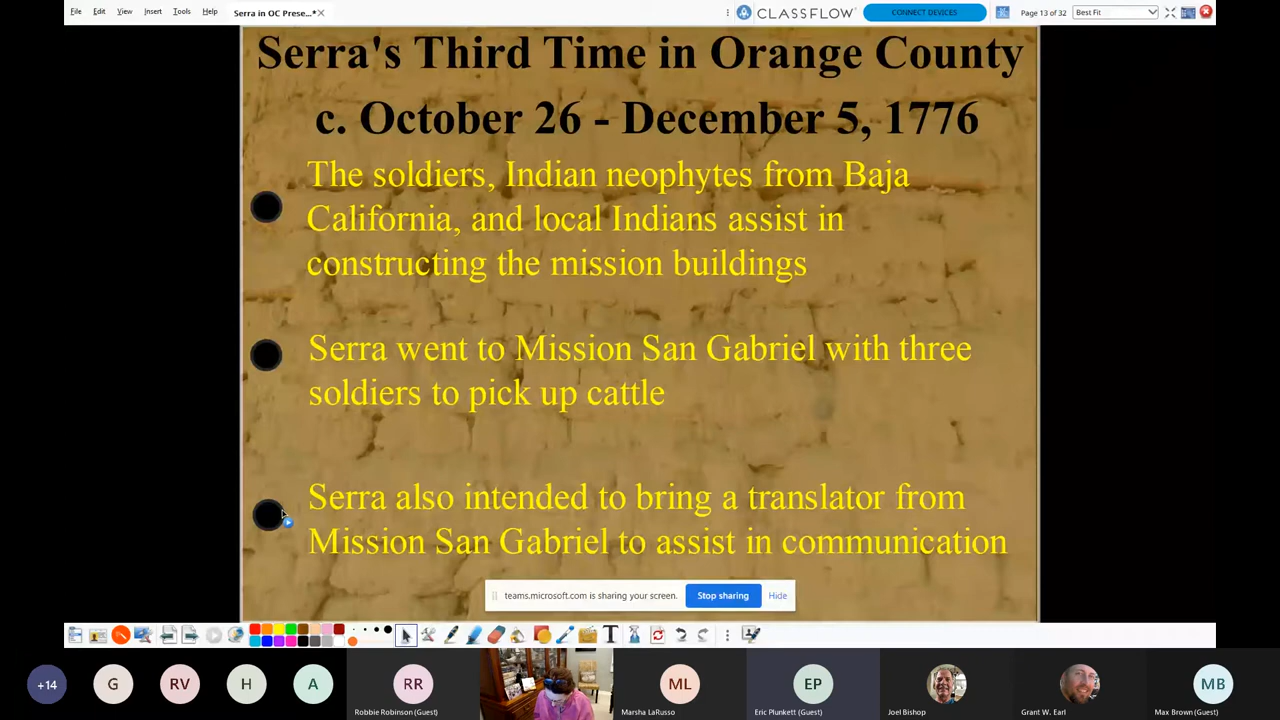 File Edit View Insert Tools Help Serra in OC Prese...* CLASSFLOW CONNECT DEVICES Page 13 of 32 Best Fit
Serra's Third Time in Orange County
c. October 26 - December 5, 1776
The soldiers, Indian neophytes from Baja
California, and local Indians assist in
constructing the mission buildings
Serra went to Mission San Gabriel with three
soldiers to pick up cattle
Serra also intended to bring a translator from
Mission San Gabriel to assist in communication
teams.microsoft.com is sharing your screen. Stop sharing Hide
T
+14 G RV H A RR ML EP MB
Robbie Robinson (Guest) Marsha LaRusso Eric Plunkett (Guest) Joel Bishop Grant W. Earl Max Brown (Guest)